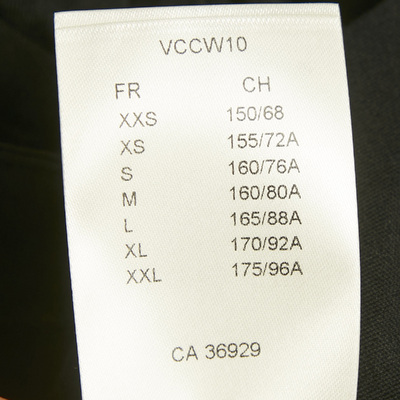 VCCW10
FR CH
XXS 150/68
XS 155/72A
S 160/76A
M 160/80A
L 165/88A
XL 170/92A
XXL 175/96A
CA 36929